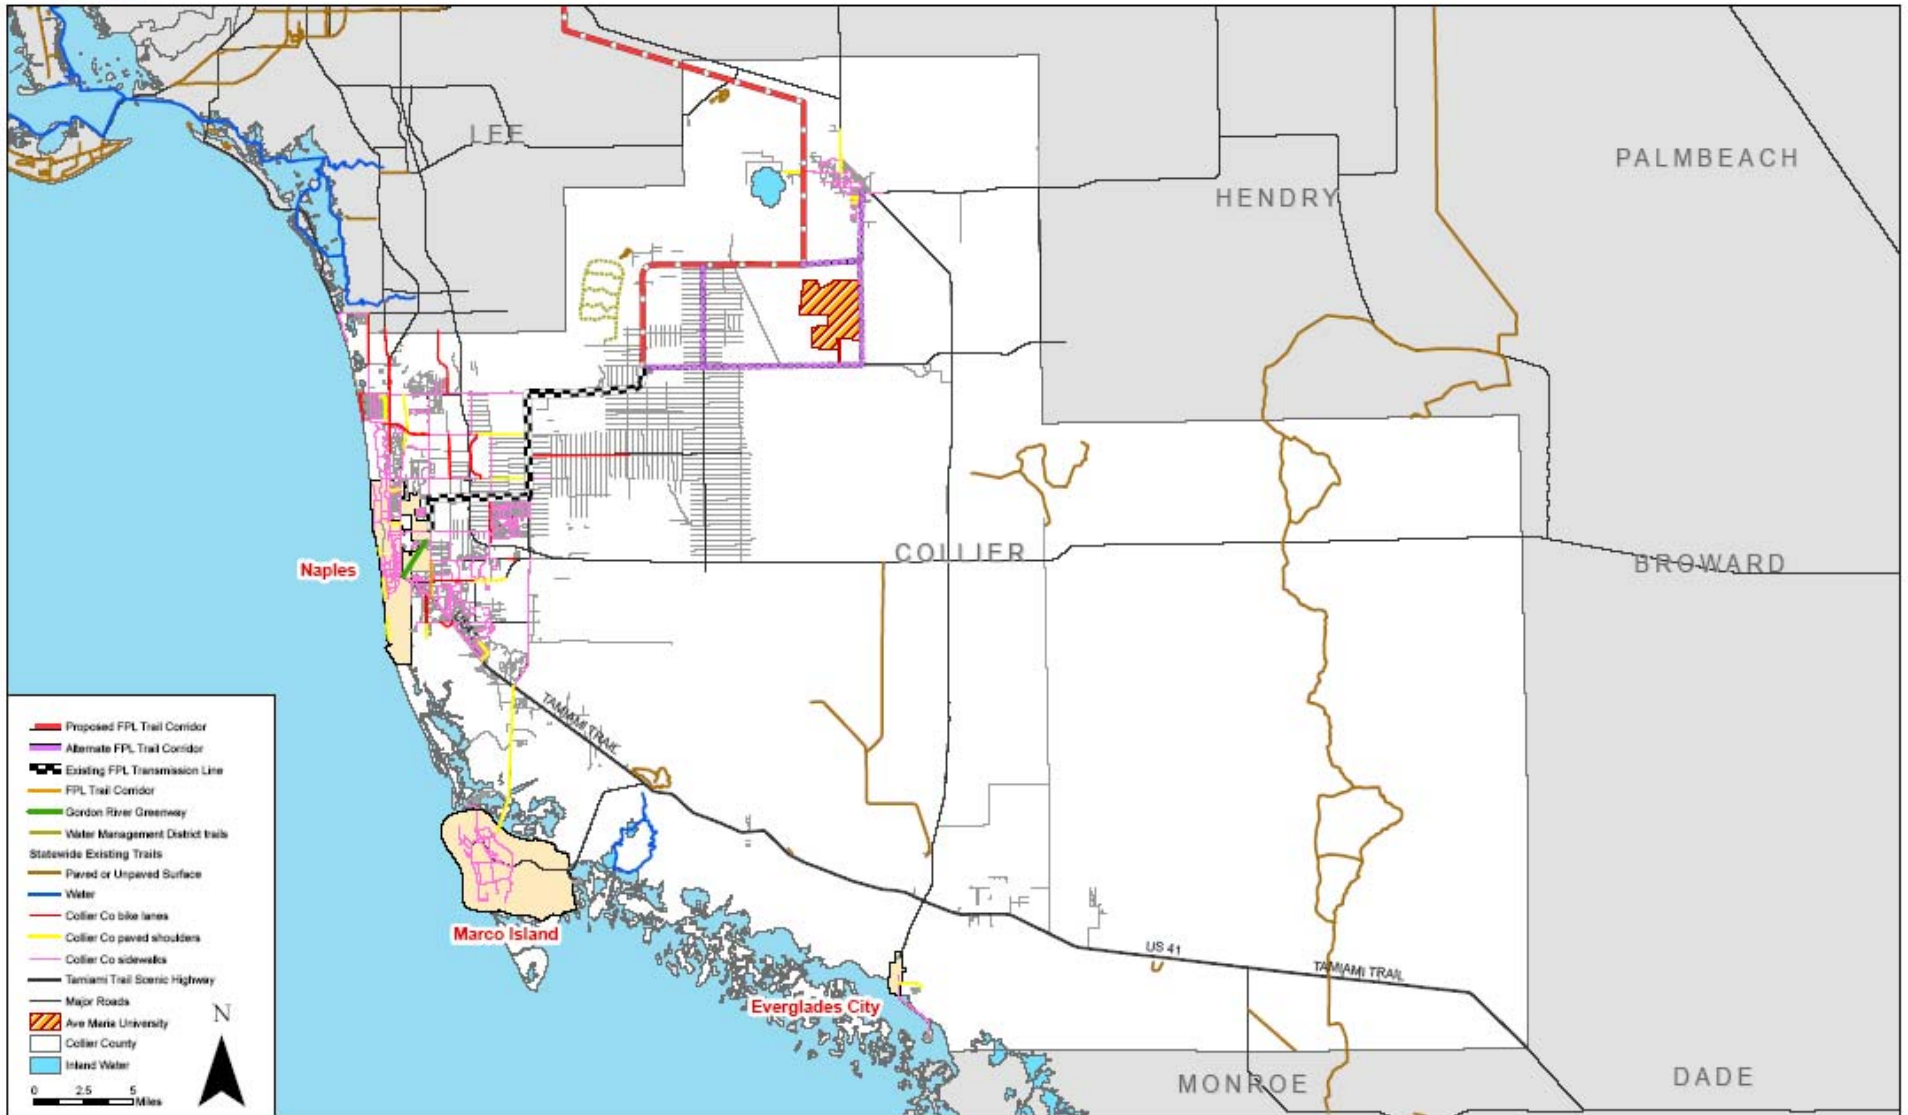 LEE
HENDRY
PALMBEACH
COLLIER
BROWARD
Naples
TAMIAMI TRAIL
Marco Island
Everglades City
US 41
TAMIAMI TRAIL
MONROE
DADE
Proposed FPL Trail Corridor
Alternate FPL Trail Corridor
Existing FPL Transmission Line
FPL Trail Corridor
Gordon River Greenway
Water Management District trails
Statewide Existing Trails
Paved or Unpaved Surface
Water
Collier Co bike lanes
Collier Co paved shoulders
Collier Co sidewalks
Tamiami Trail Scenic Highway
Major Roads
Ave Maria University
Collier County
Inland Water
N
0 2.5 5
Miles